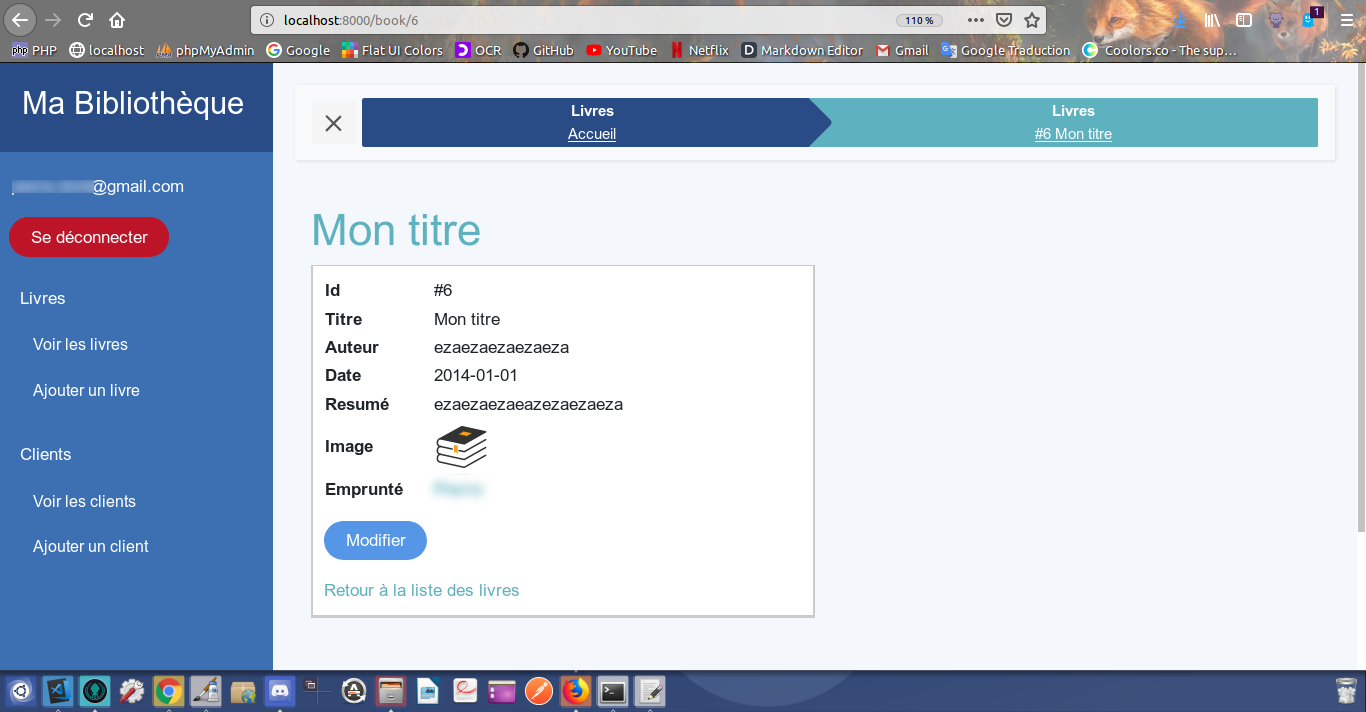 localhost:8000/book/6
110 %
1
php PHP
localhost
phpMyAdmin
Google
Flat UI Colors
OCR
GitHub
YouTube
Netflix
D Markdown Editor
Gmail
Google Traduction
Coolors.co - The sup…
Ma Bibliothèque
@gmail.com
Se déconnecter
Livres
Voir les livres
Ajouter un livre
Clients
Voir les clients
Ajouter un client
Livres
Accueil
Livres
#6 Mon titre
Mon titre
Id #6
Titre Mon titre
Auteur ezaezaezaezaeza
Date 2014-01-01
Resumé ezaezaezaeazezaezaeza
Image
Emprunté
Modifier
Retour à la liste des livres